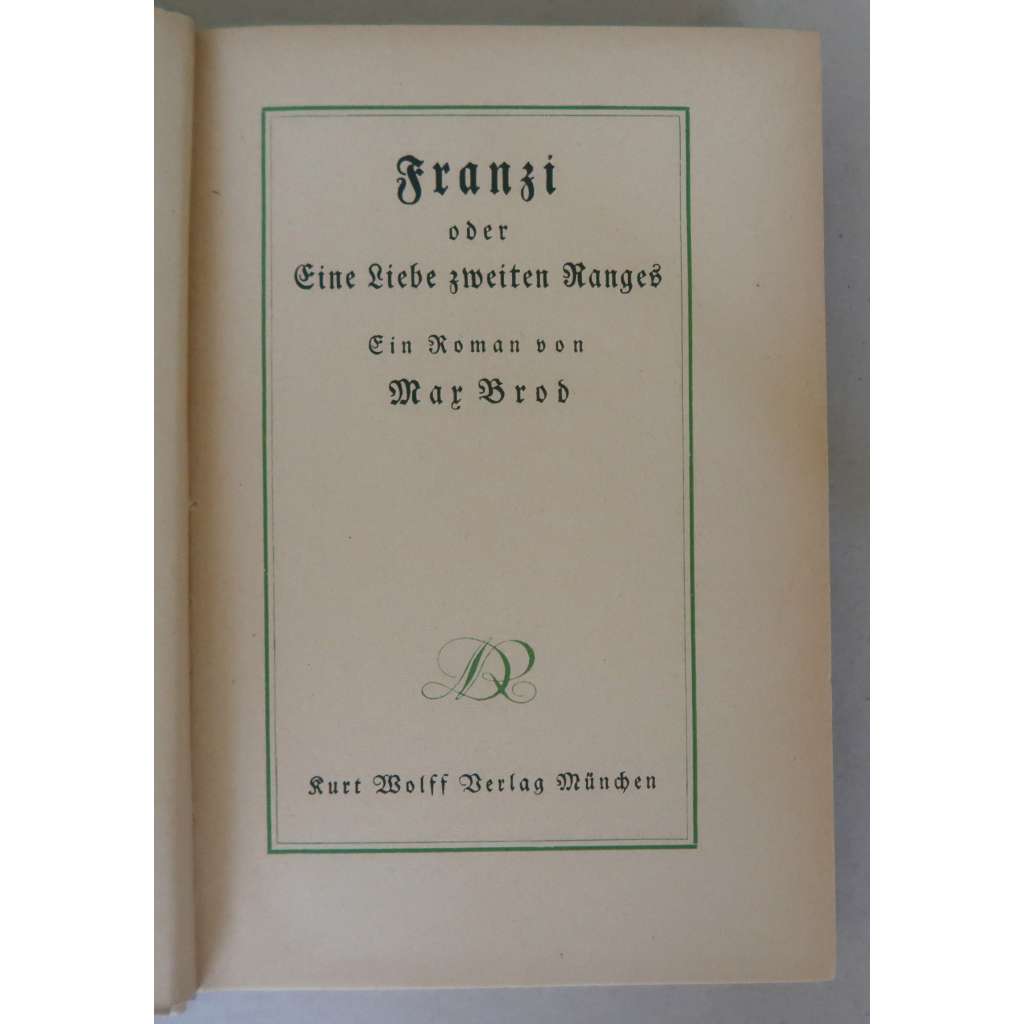 Franzi
oder
Eine Liebe zweiten Ranges
Ein Roman von
Max Brod
Kurt Wolff Verlag München